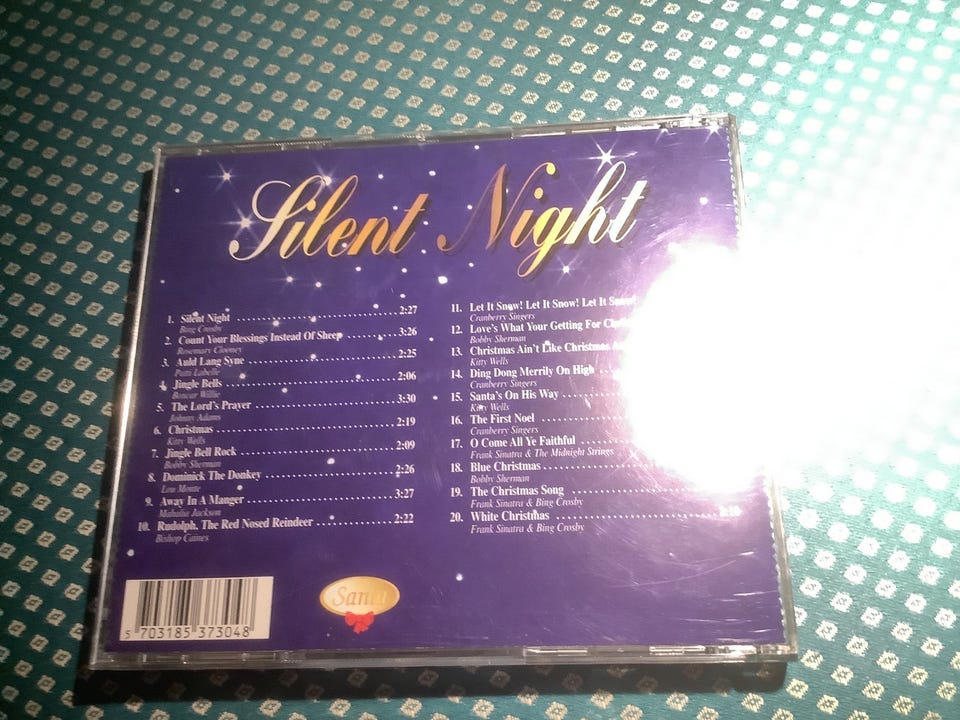 Silent Night
1. Silent Night ........................ 2:27
Bing Crosby
2. Count Your Blessings Instead Of Sheep .......... 3:26
Rosemary Clooney
3. Auld Lang Syne ........................ 2:25
Patti Labelle
4. Jingle Bells ........................ 2:06
Boxcar Willie
5. The Lord's Prayer ........................ 3:30
Johnny Adams
6. Christmas ........................ 2:19
Kitty Wells
7. Jingle Bell Rock ........................ 2:09
Bobby Sherman
8. Dominick The Donkey ........................ 2:26
Lou Monte
9. Away In A Manger ........................ 3:27
Mahalia Jackson
10. Rudolph, The Red Nosed Reindeer ................ 2:22
Bishop Caines
11. Let It Snow! Let It Snow! Let It Snow!
Cranberry Singers
12. Love's What Your Getting For
Bobby Sherman
13. Christmas Ain't Like Christmas
Kitty Wells
14. Ding Dong Merrily On High ......
Cranberry Singers
15. Santa's On His Way ............
Kitty Wells
16. The First Noel ............
Cranberry Singers
17. O Come All Ye Faithful ............
Frank Sinatra & The Midnight Strings
18. Blue Christmas ............
Bobby Sherman
19. The Christmas Song ............
Frank Sinatra & Bing Crosby
20. White Christmas ........................
Frank Sinatra & Bing Crosby
Santa
5 703185 373048